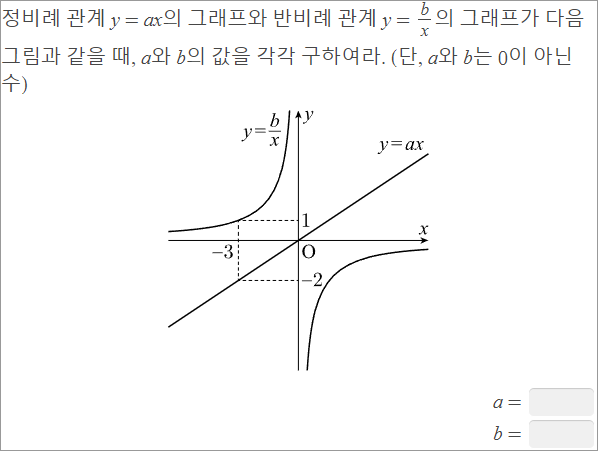 정비례 관계 y = ax의 그래프와 반비례 관계 y = b/x 의 그래프가 다음
그림과 같을 때, a와 b의 값을 각각 구하여라. (단, a와 b는 0이 아닌
수)
y=b/x
y
y=ax
1
x
-3
O
-2
a =
b =